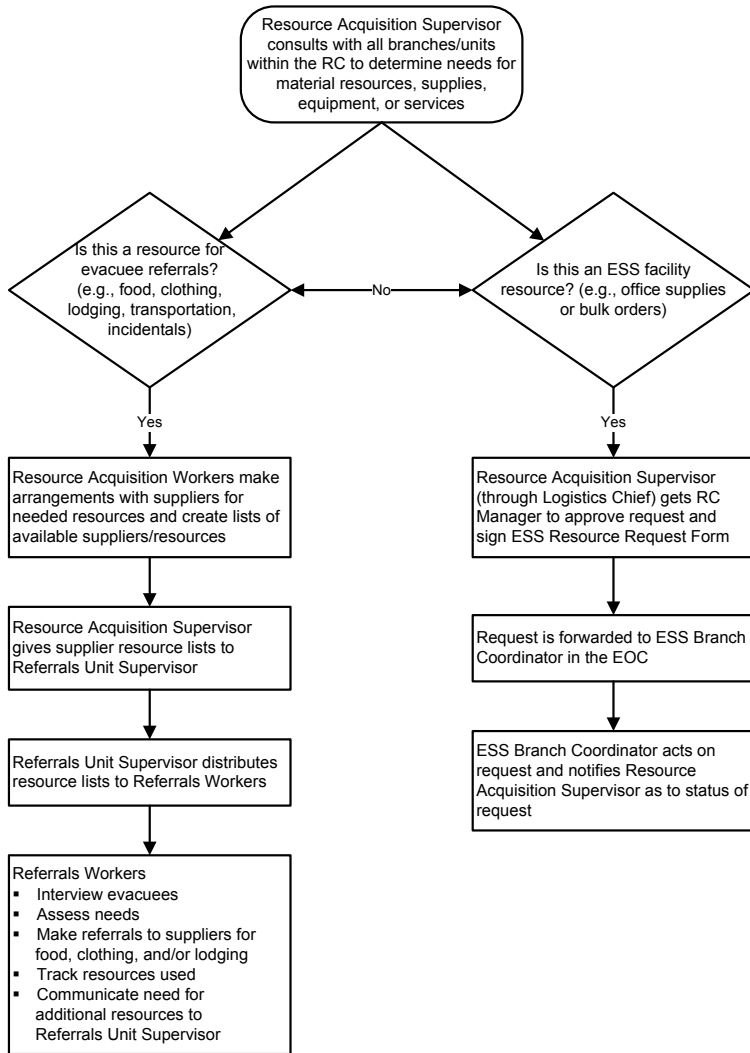 Resource Acquisition Supervisor
consults with all branches/units
within the RC to determine needs for
material resources, supplies,
equipment, or services
Is this a resource for
evacuee referrals?
(e.g., food, clothing,
lodging, transportation,
incidentals)
No
Is this an ESS facility
resource? (e.g., office supplies
or bulk orders)
Yes
Yes
Resource Acquisition Workers make
arrangements with suppliers for
needed resources and create lists of
available suppliers/resources
Resource Acquisition Supervisor
(through Logistics Chief) gets RC
Manager to approve request and
sign ESS Resource Request Form
Resource Acquisition Supervisor
gives supplier resource lists to
Referrals Unit Supervisor
Request is forwarded to ESS Branch
Coordinator in the EOC
Referrals Unit Supervisor distributes
resource lists to Referrals Workers
ESS Branch Coordinator acts on
request and notifies Resource
Acquisition Supervisor as to status of
request
Referrals Workers
▪ Interview evacuees
▪ Assess needs
▪ Make referrals to suppliers for
food, clothing, and/or lodging
▪ Track resources used
▪ Communicate need for
additional resources to
Referrals Unit Supervisor